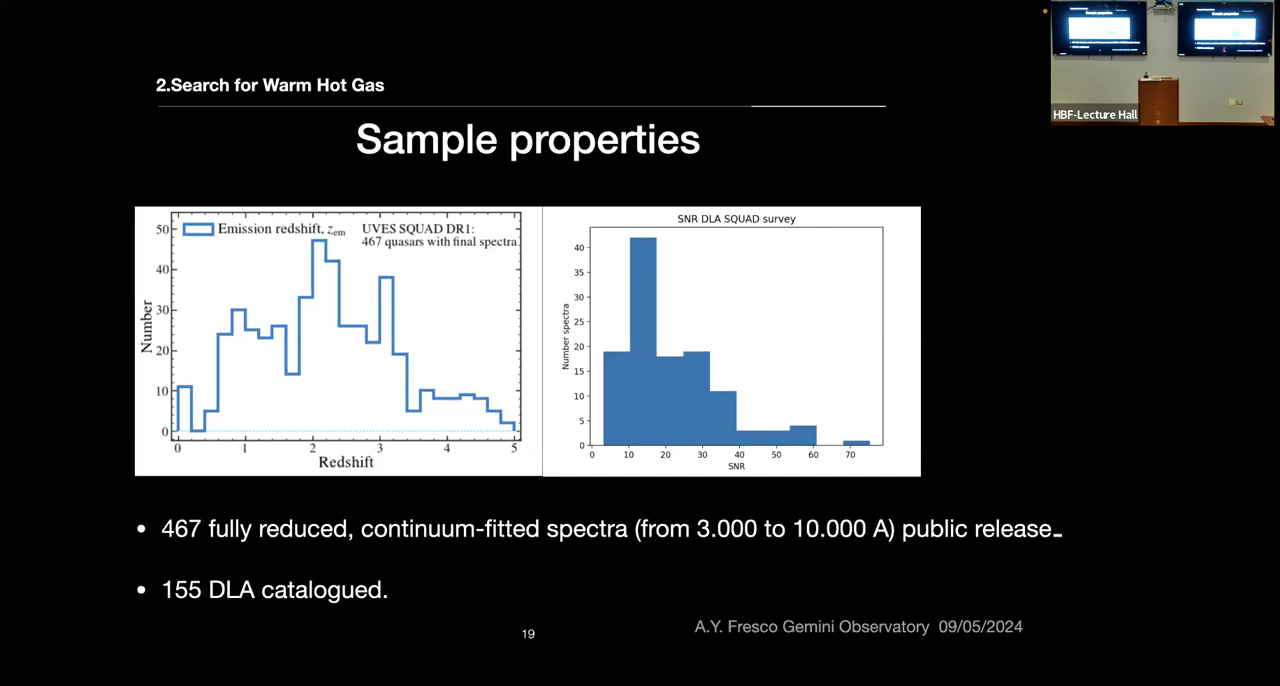 2.Search for Warm Hot Gas
Sample properties
HBF-Lecture Hall
Emission redshift, zem
UVES SQUAD DR1:
467 quasars with final spectra
Number
50
40
30
20
10
0
0 1 2 3 4 5
Redshift
SNR DLA SQUAD survey
Number spectra
40
35
30
25
20
15
10
5
0
0 10 20 30 40 50 60 70
SNR
• 467 fully reduced, continuum-fitted spectra (from 3.000 to 10.000 A) public release.
• 155 DLA catalogued.
19
A.Y. Fresco Gemini Observatory 09/05/2024